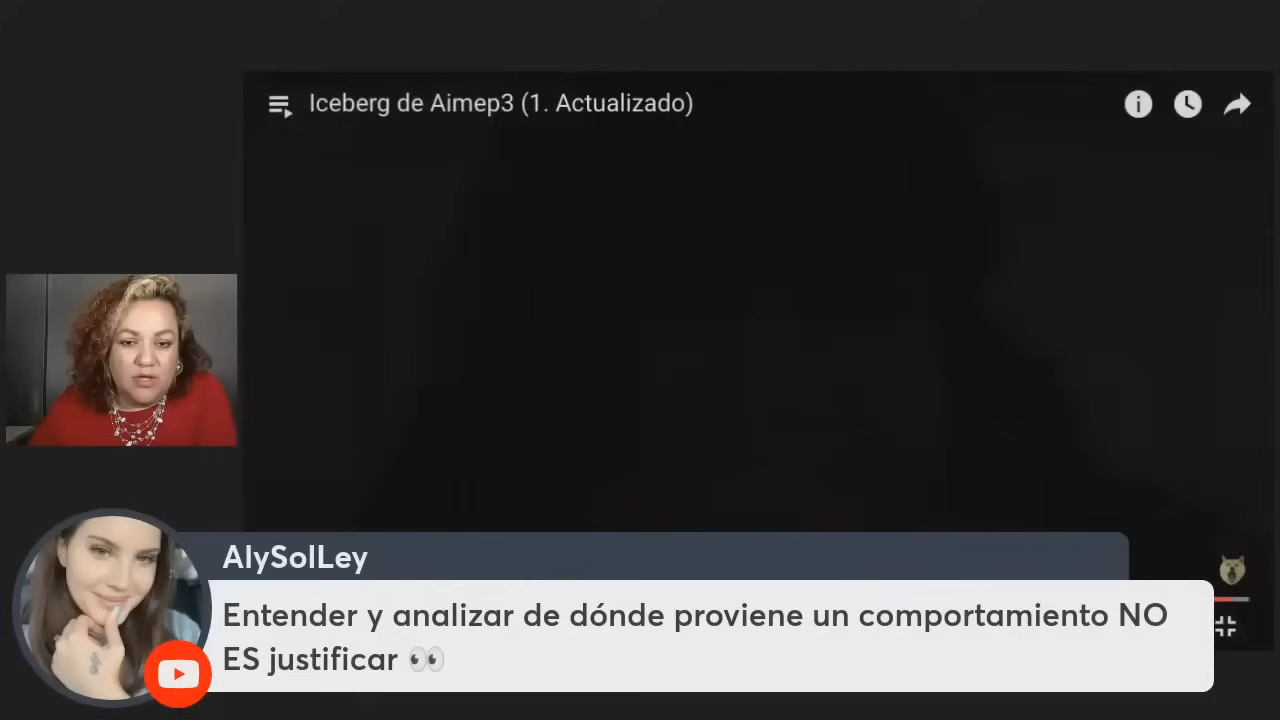 Iceberg de Aimep3 (1. Actualizado)
AlySolLey
Entender y analizar de dónde proviene un comportamiento NO
ES justificar 👀